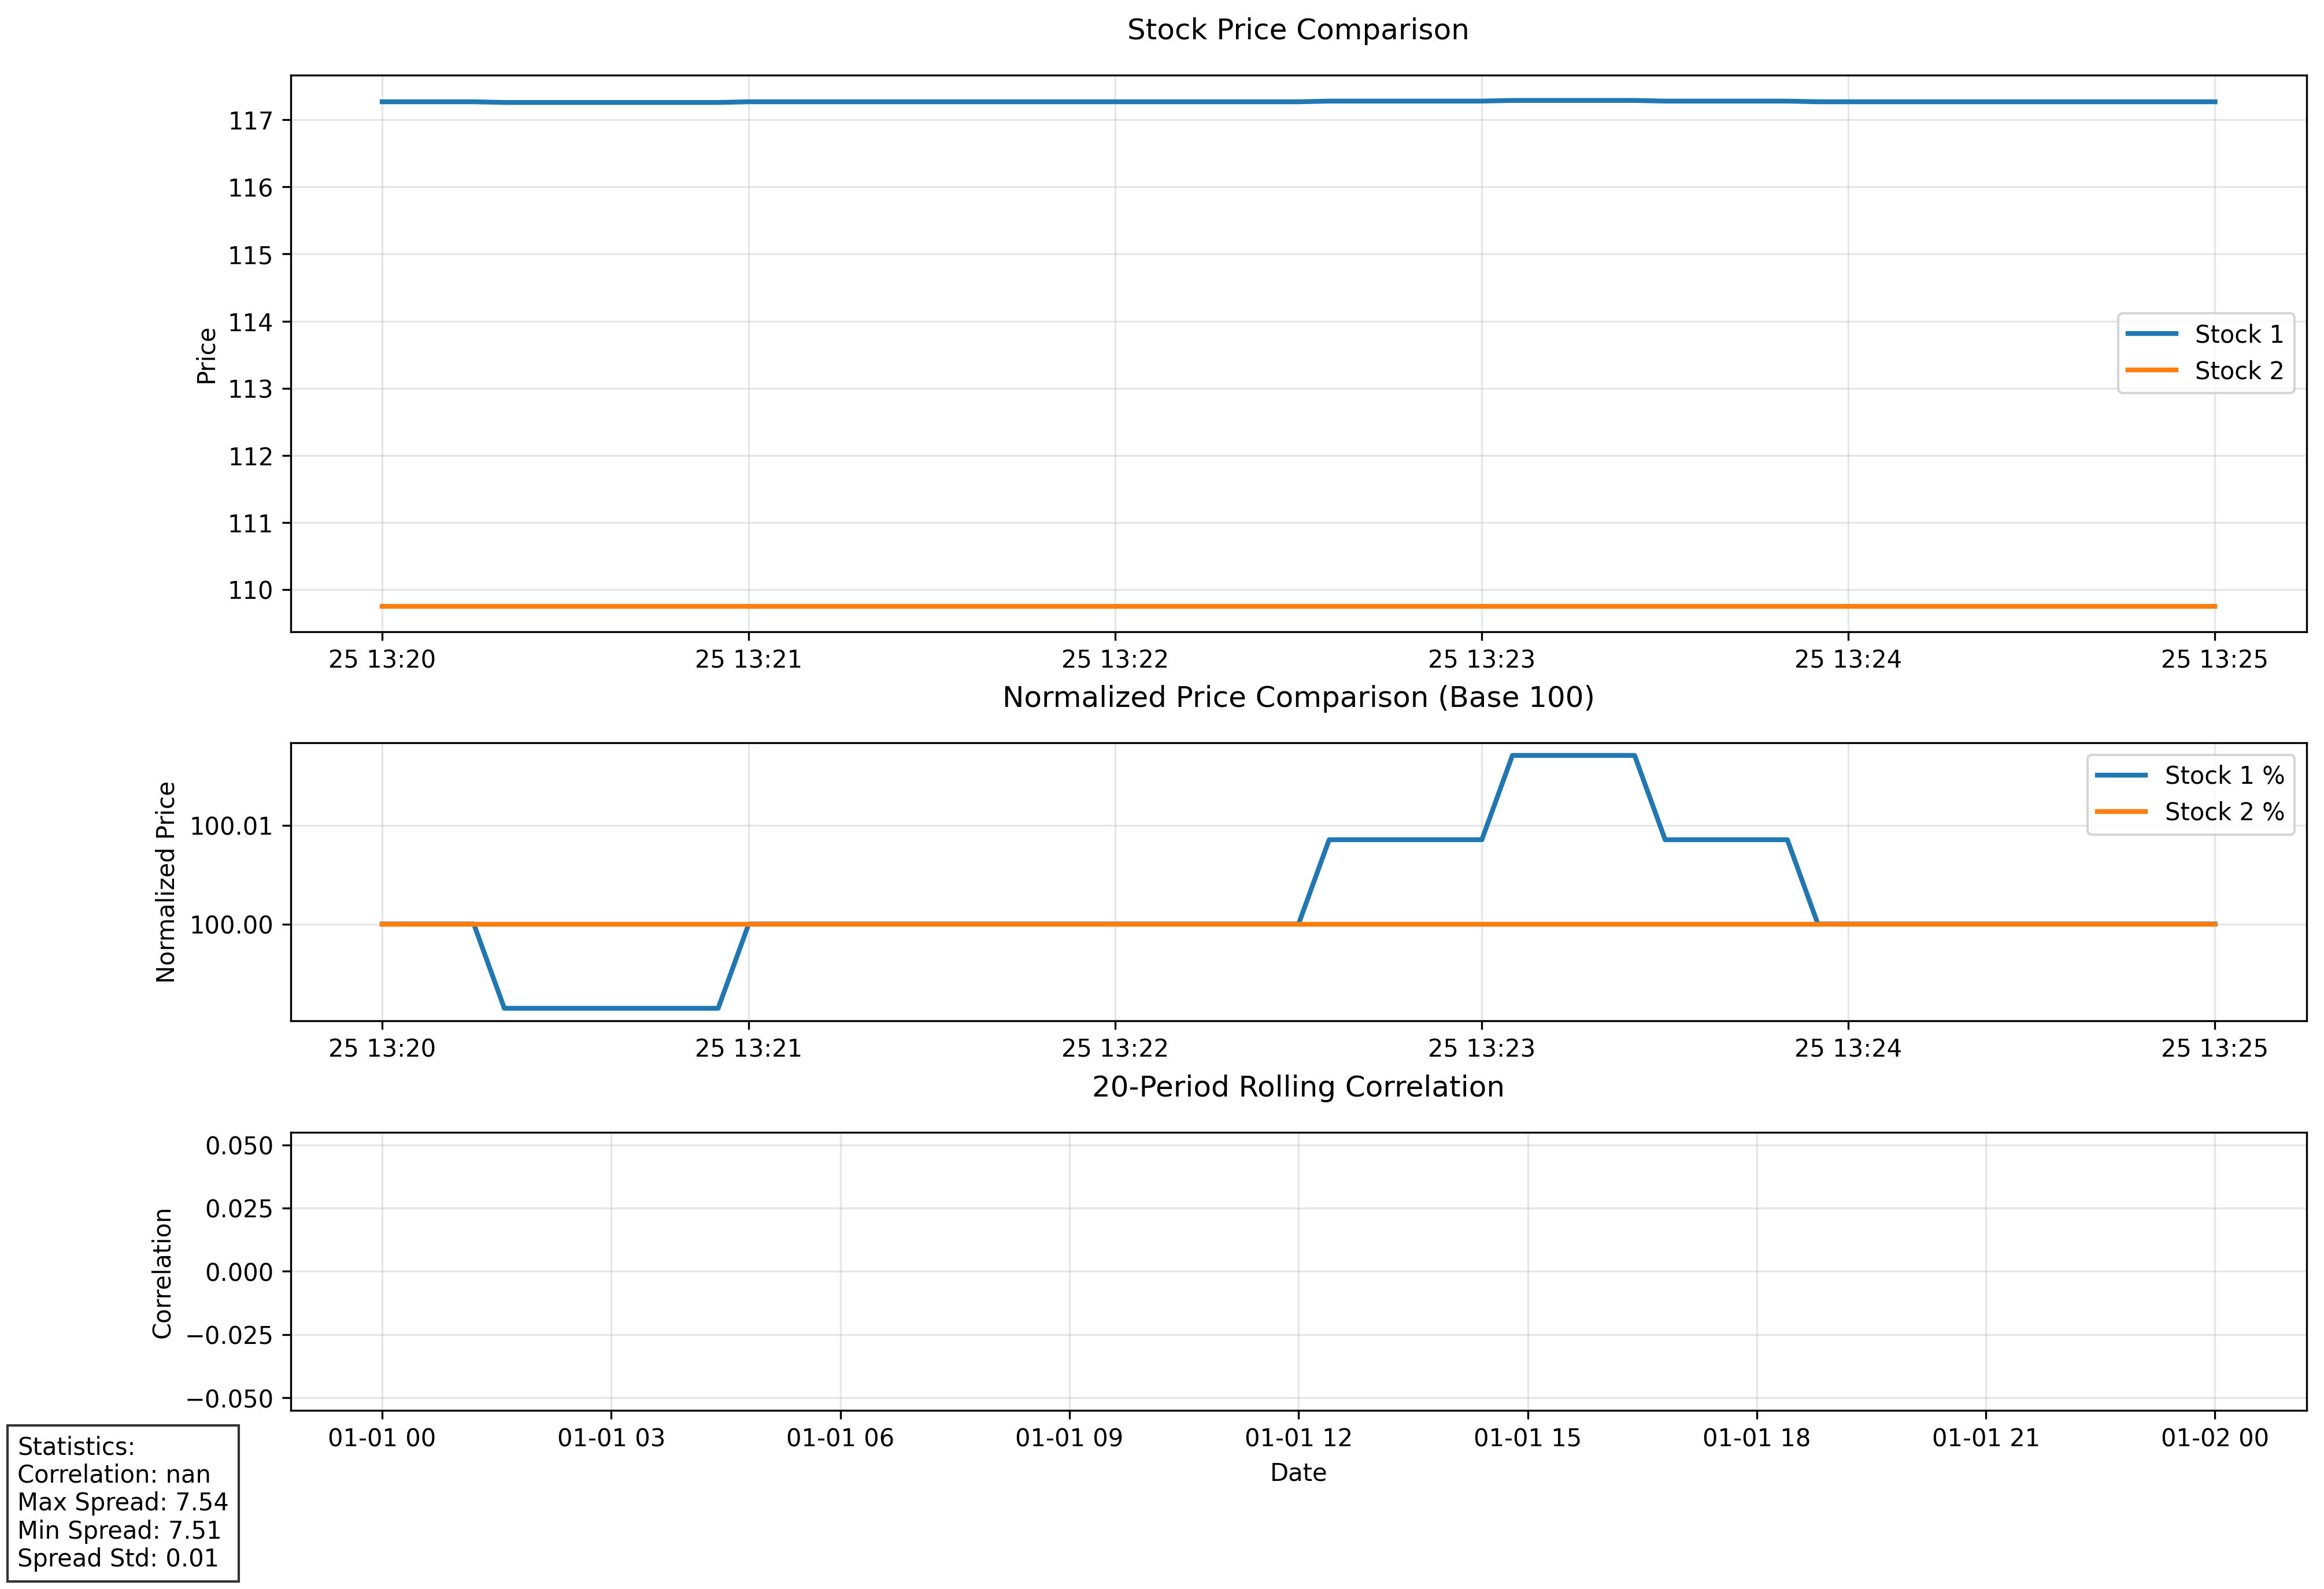 Stock Price Comparison
Price
117
116
115
114
113
112
111
110
Stock 1
Stock 2
25 13:20 25 13:21 25 13:22 25 13:23 25 13:24 25 13:25
Normalized Price Comparison (Base 100)
Normalized Price
100.01
100.00
Stock 1 %
Stock 2 %
25 13:20 25 13:21 25 13:22 25 13:23 25 13:24 25 13:25
20-Period Rolling Correlation
Correlation
0.050
0.025
0.000
−0.025
−0.050
01-01 00 01-01 03 01-01 06 01-01 09 01-01 12 01-01 15 01-01 18 01-01 21 01-02 00
Date
Statistics:
Correlation: nan
Max Spread: 7.54
Min Spread: 7.51
Spread Std: 0.01